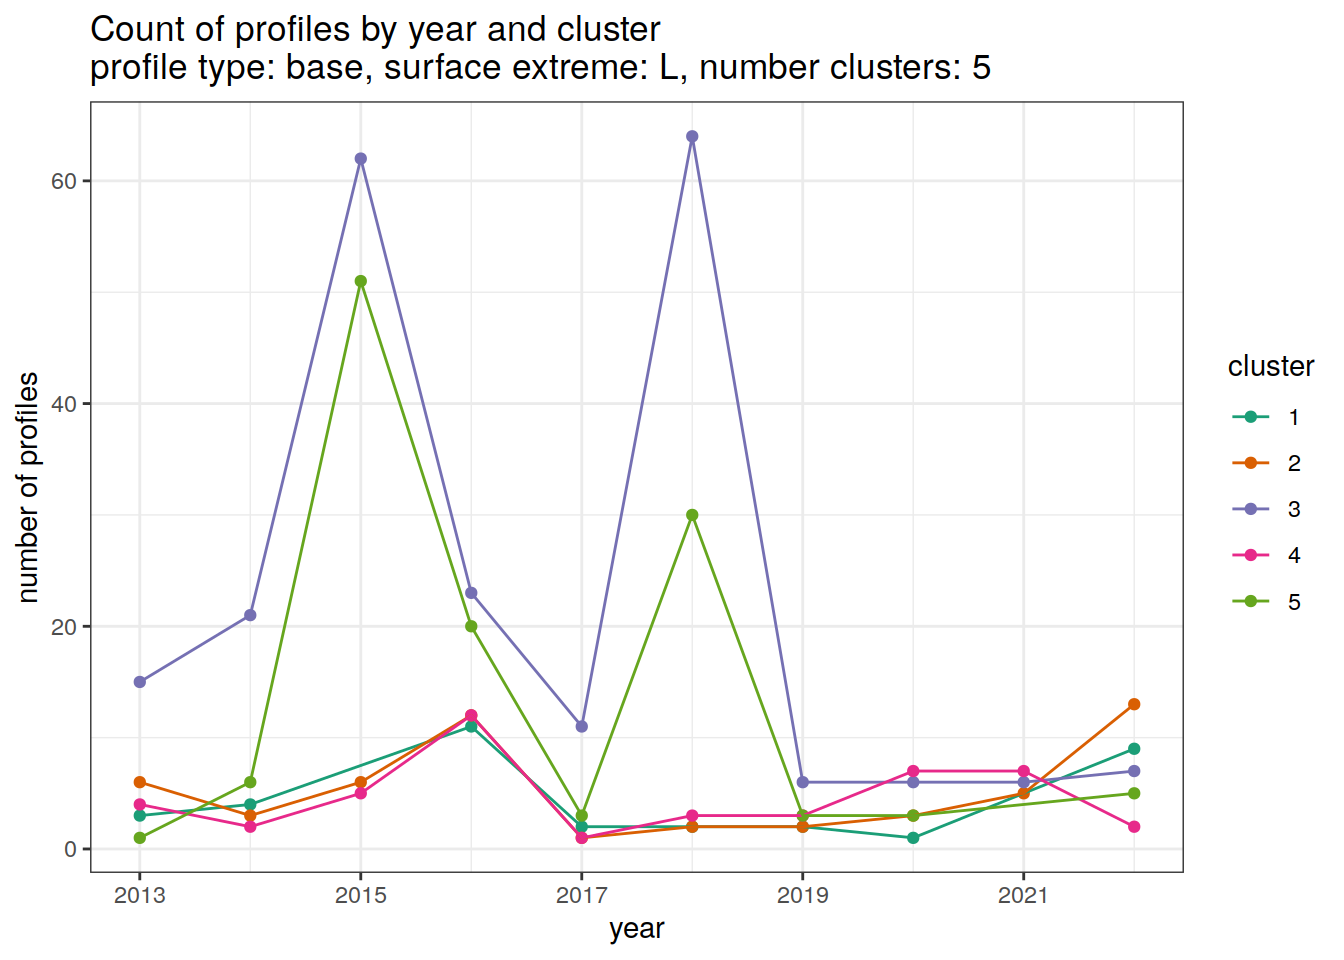 Count of profiles by year and cluster
profile type: base, surface extreme: L, number clusters: 5
60
40
20
0
number of profiles
2013 2015 2017 2019 2021
year
cluster
1
2
3
4
5